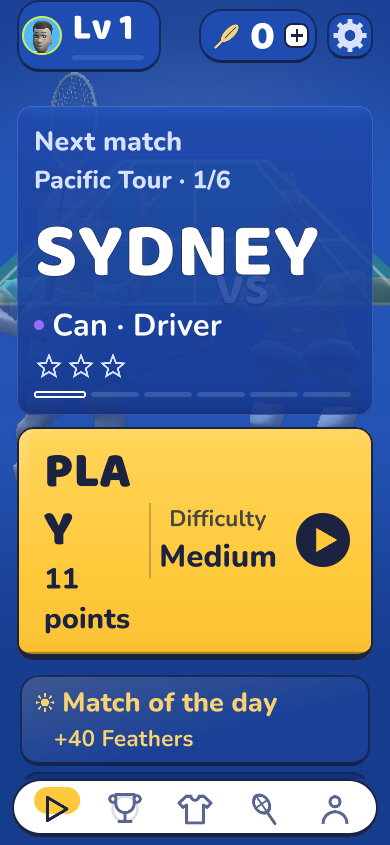 Lv 1
0
Next match
Pacific Tour · 1/6
SYDNEY
VS
Can · Driver
PLA
Y
11
points
Difficulty
Medium
Match of the day
+40 Feathers